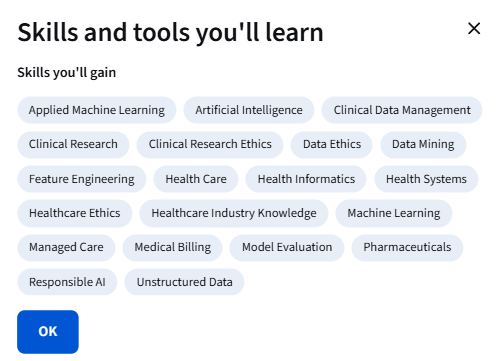 Skills and tools you'll learn
Skills you'll gain
Applied Machine Learning Artificial Intelligence Clinical Data Management
Clinical Research Clinical Research Ethics Data Ethics Data Mining
Feature Engineering Health Care Health Informatics Health Systems
Healthcare Ethics Healthcare Industry Knowledge Machine Learning
Managed Care Medical Billing Model Evaluation Pharmaceuticals
Responsible AI Unstructured Data
OK